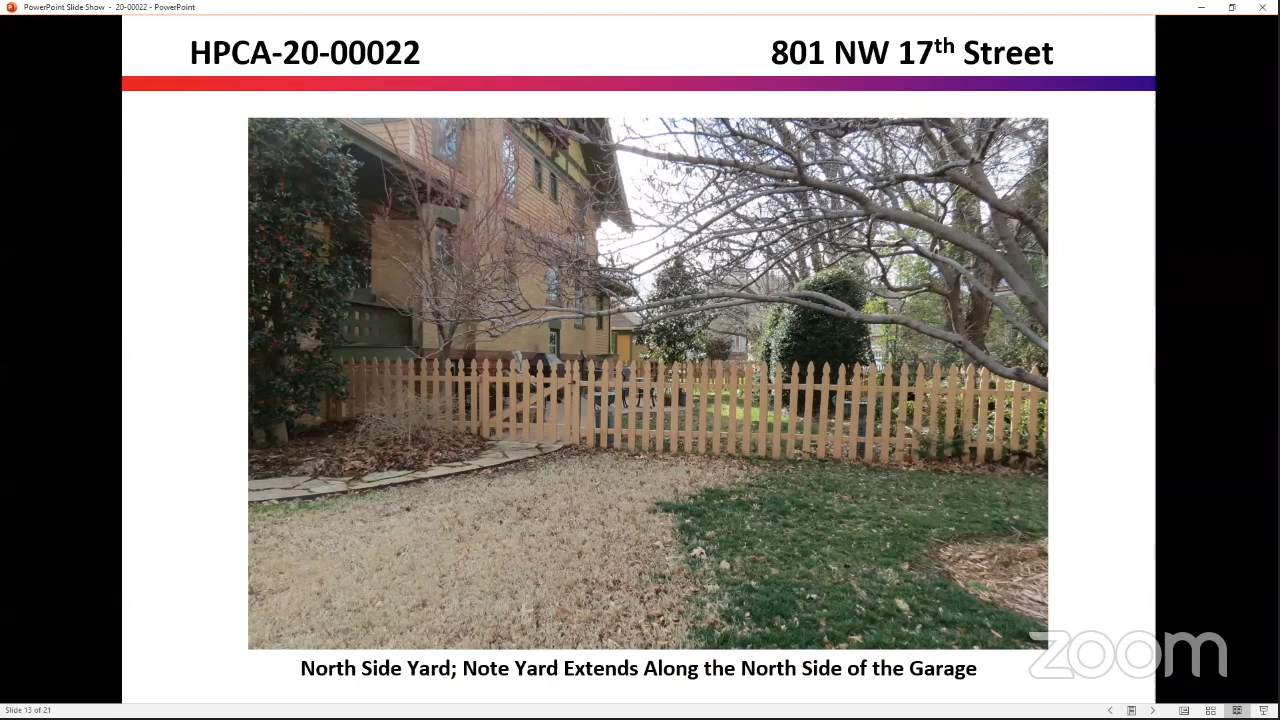 PowerPoint Slide Show - 20-00022 - PowerPoint
HPCA-20-00022
801 NW 17th Street
North Side Yard; Note Yard Extends Along the North Side of the Garage
zoom
Slide 13 of 21